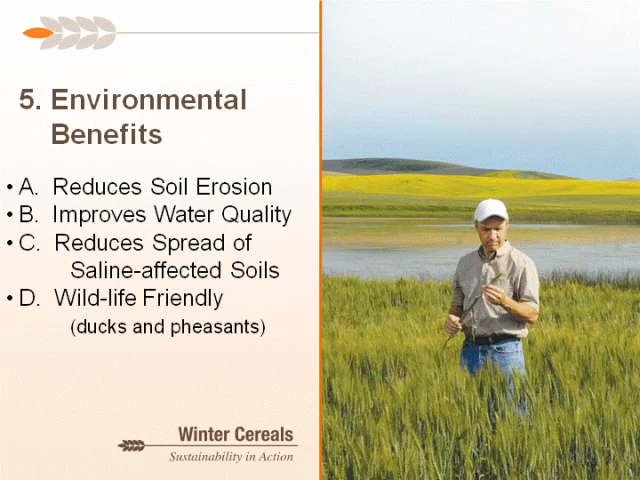 5. Environmental
Benefits
• A. Reduces Soil Erosion
• B. Improves Water Quality
• C. Reduces Spread of
Saline-affected Soils
• D. Wild-life Friendly
(ducks and pheasants)
Winter Cereals
Sustainability in Action